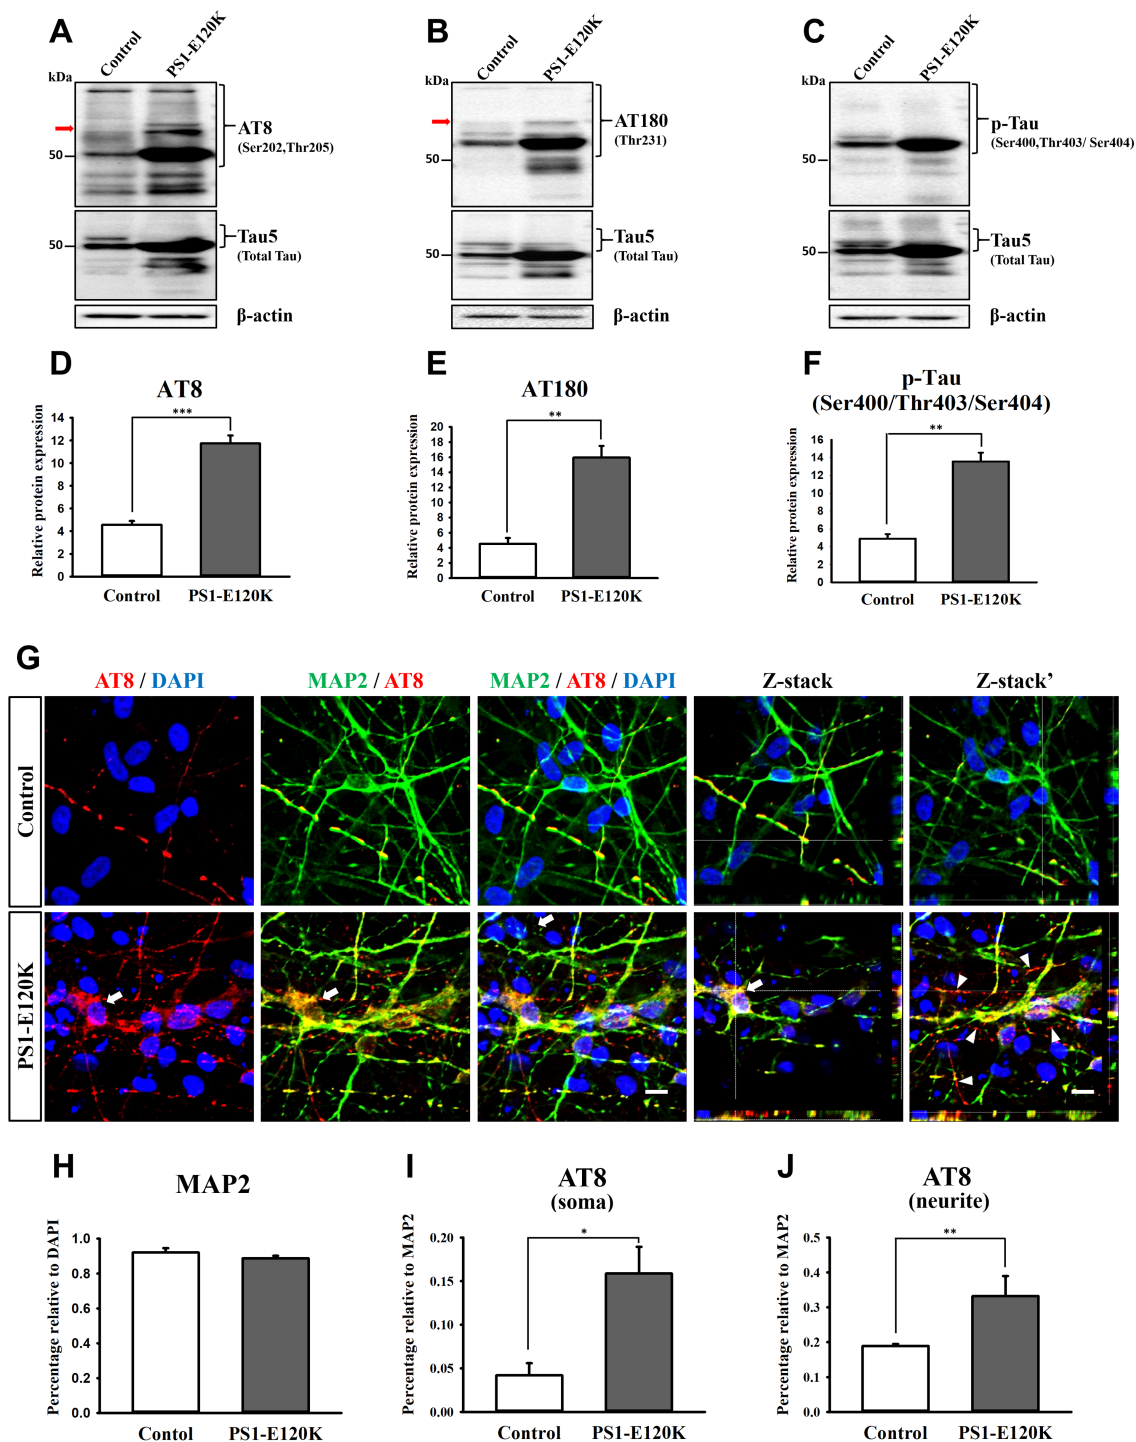 A
Control
PS1-E120K
kDa
50
AT8
(Ser202,Thr205)
50
Tau5
(Total Tau)
β-actin
B
Control
PS1-E120K
kDa
50
AT180
(Thr231)
50
Tau5
(Total Tau)
β-actin
C
Control
PS1-E120K
kDa
50
p-Tau
(Ser400,Thr403/ Ser404)
50
Tau5
(Total Tau)
β-actin
D
AT8
Relative protein expression
14
12
10
8
6
4
2
0
***
Control
PS1-E120K
E
AT180
Relative protein expression
20
18
16
14
12
10
8
6
4
2
0
**
Control
PS1-E120K
F
p-Tau
(Ser400/Thr403/Ser404)
Relative protein expression
16
14
12
10
8
6
4
2
0
**
Control
PS1-E120K
G
AT8 / DAPI
MAP2 / AT8
MAP2 / AT8 / DAPI
Z-stack
Z-stack’
Control
PS1-E120K
H
MAP2
Percentage relative to DAPI
1.0
0.8
0.6
0.4
0.2
0.0
Contol
PS1-E120K
I
AT8
(soma)
Percentage relative to MAP2
0.20
0.15
0.10
0.05
0.00
*
Control
PS1-E120K
J
AT8
(neurite)
Percentage relative to MAP2
0.5
0.4
0.3
0.2
0.1
0.0
**
Control
PS1-E120K